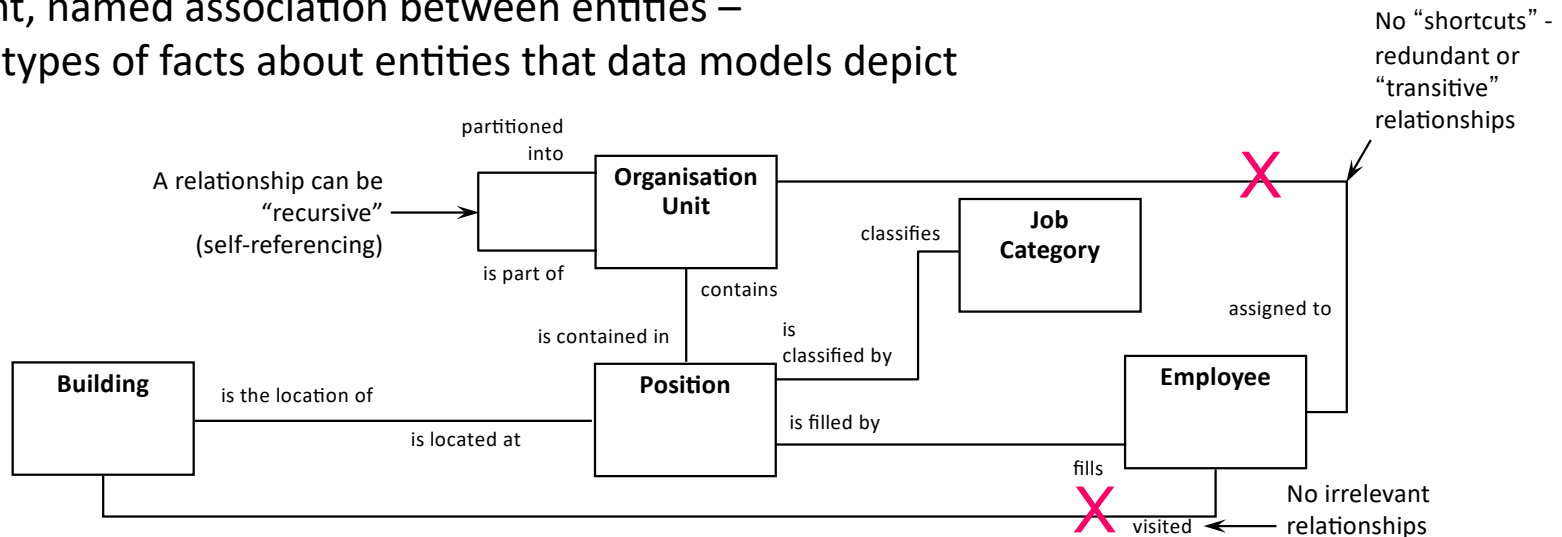 nt, named association between entities –
types of facts about entities that data models depict
No “shortcuts” -
redundant or
“transitive”
relationships
partitioned
into
A relationship can be
“recursive”
(self-referencing)
is part of
Organisation
Unit
X
classifies
Job
Category
contains
is contained in
assigned to
is
classified by
Building
is the location of
is located at
Position
is filled by
Employee
fills
X
visited
No irrelevant
relationships